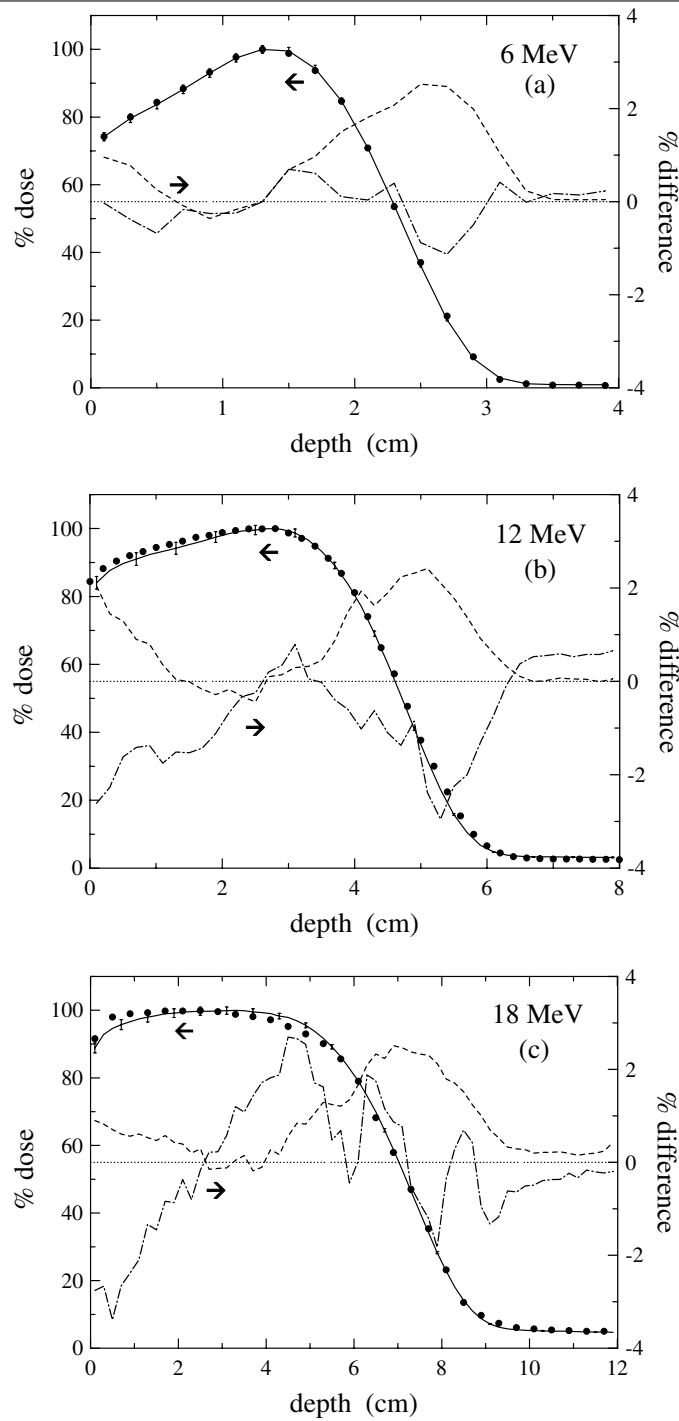 6 MeV
(a)
% dose
100
80
60
40
20
0
4
2
0
-2
-4
% difference
0 1 2 3 4
depth (cm)
12 MeV
(b)
% dose
100
80
60
40
20
0
4
2
0
-2
-4
% difference
0 2 4 6 8
depth (cm)
18 MeV
(c)
% dose
100
80
60
40
20
0
4
2
0
-2
-4
% difference
0 2 4 6 8 10 12
depth (cm)